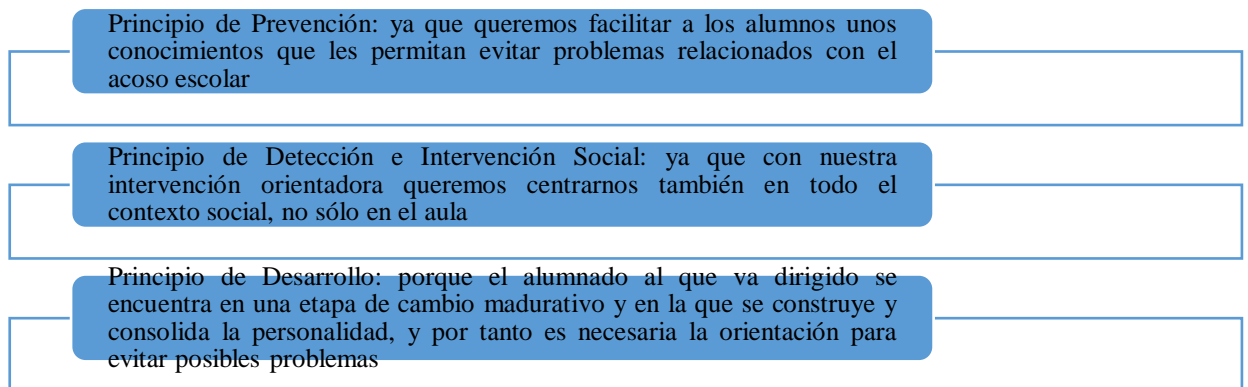 Principio de Prevención: ya que queremos facilitar a los alumnos unos
conocimientos que les permitan evitar problemas relacionados con el
acoso escolar
Principio de Detección e Intervención Social: ya que con nuestra
intervención orientadora queremos centrarnos también en todo el
contexto social, no sólo en el aula
Principio de Desarrollo: porque el alumnado al que va dirigido se
encuentra en una etapa de cambio madurativo y en la que se construye y
consolida la personalidad, y por tanto es necesaria la orientación para
evitar posibles problemas